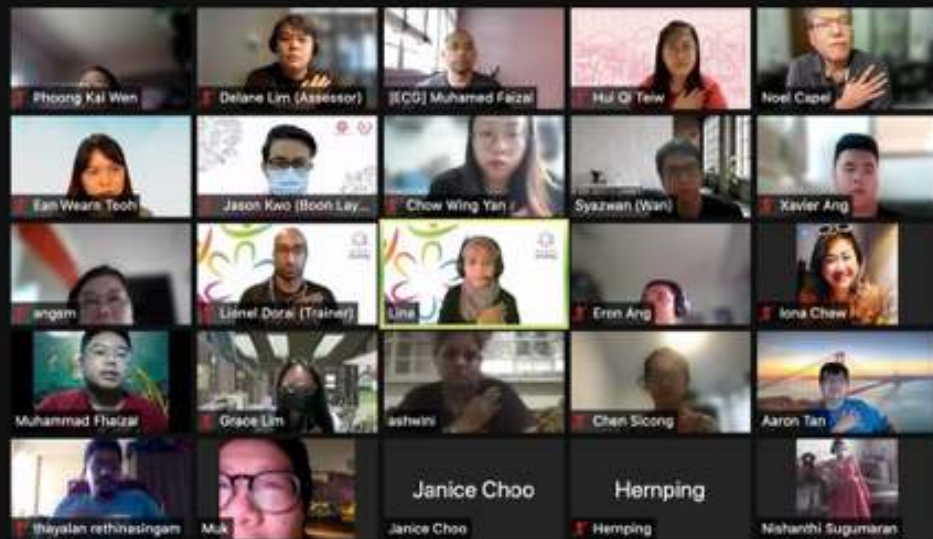 Phoong Kai Wen
Delane Lim (Assessor)
[ECG] Muhamed Faizal
Hui Qi Teiw
Noel Capel
Ean Wearn Teoh
Jason Kwo (Boon Lay...
Chow Wing Yan
Syazwan (Wan)
Xavier Ang
angsm
Lionel Dorai (Trainer)
Lina
Eron Ang
Iona Chew
Muhammad Fhaizal
Grace Lim
ashwini
Chen Sicong
Aaron Tan
thayalan rethinasingam
Muk
Janice Choo
Janice Choo
Hernping
Hernping
Nishanthi Sugumaran